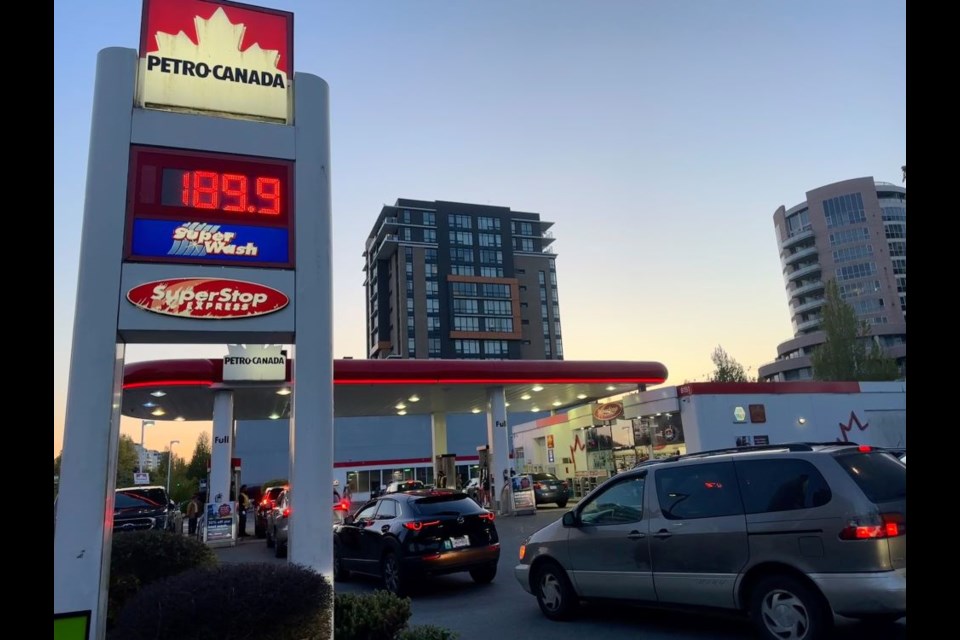 PETRO-CANADA
189.9
Super
Wash
SuperStop
EXPRESS
PETRO-CANADA
Full
Full